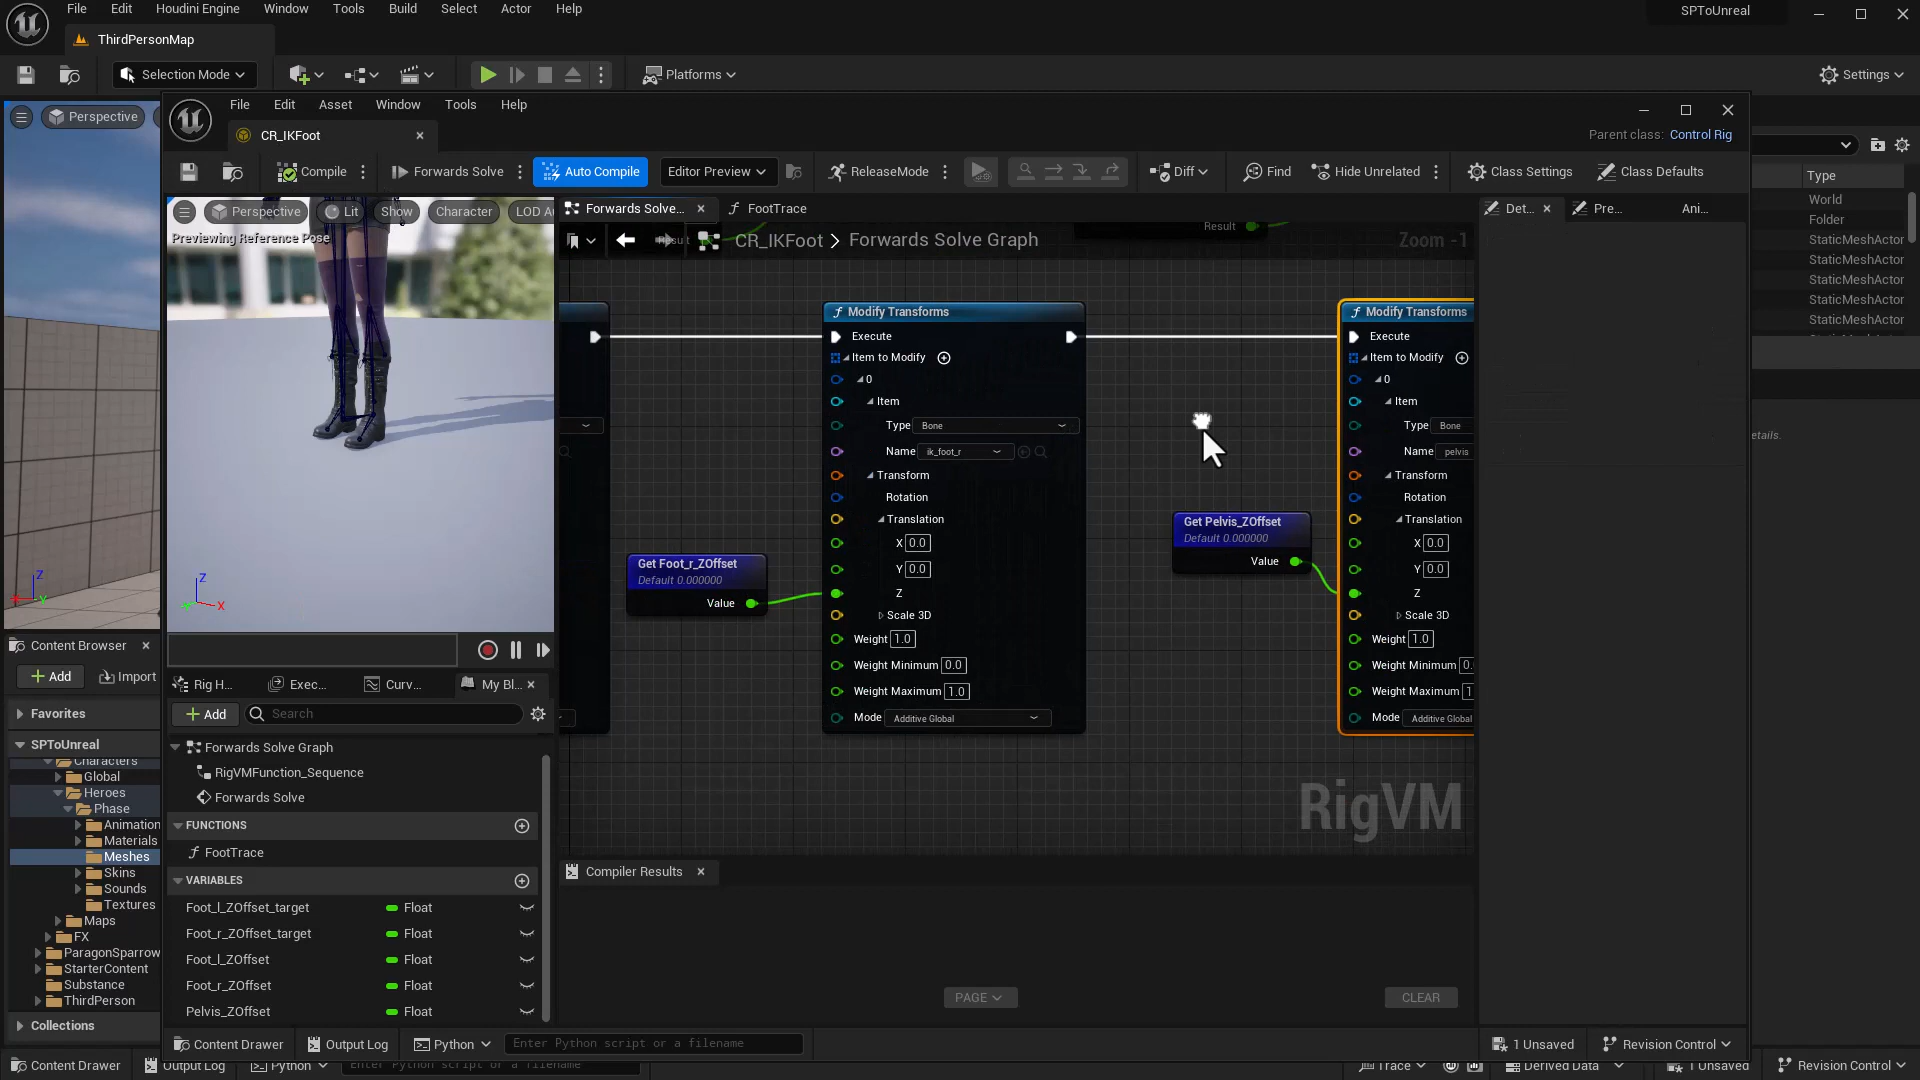 File Edit Houdini Engine Window Tools Build Select Actor Help
SPToUnreal
ThirdPersonMap
Selection Mode
Platforms
Settings
Perspective
File Edit Asset Window Tools Help
CR_IKFoot
Parent class: Control Rig
Compile
Forwards Solve
Auto Compile
Editor Preview
ReleaseMode
Diff
Find
Hide Unrelated
Class Settings
Class Defaults
Type
World
Folder
StaticMeshActor
StaticMeshActor
StaticMeshActor
StaticMeshActor
StaticMeshActor
Perspective
Lit
Show
Character
LOD Au
Previewing Reference Pose
Forwards Solve...
FootTrace
Det...
Pre...
Ani...
Result
CR_IKFoot > Forwards Solve Graph
Result
Zoom -1
Modify Transforms
Execute
Item to Modify
0
Item
Type Bone
Name ik_foot_r
Transform
Rotation
Translation
X 0.0
Y 0.0
Z
Scale 3D
Weight 1.0
Weight Minimum 0.0
Weight Maximum 1.0
Mode Additive Global
Get Foot_r_ZOffset
Default 0.000000
Value
Get Pelvis_ZOffset
Default 0.000000
Value
Modify Transforms
Execute
Item to Modify
0
Item
Type Bone
Name pelvis
Transform
Rotation
Translation
X 0.0
Y 0.0
Z
Scale 3D
Weight 1.0
Weight Minimum 0.
Weight Maximum 1
Mode Additive Global
RigVM
etails.
Z
X
Z
Y
Content Browser
Add
Import
Favorites
SPToUnreal
Characters
Global
Heroes
Phase
Animation
Materials
Meshes
Skins
Sounds
Textures
Maps
FX
ParagonSparrow
StarterContent
Substance
ThirdPerson
Collections
Rig H...
Exec...
Curv...
My Bl...
Add
Search
Forwards Solve Graph
RigVMFunction_Sequence
Forwards Solve
FUNCTIONS
FootTrace
VARIABLES
Foot_l_ZOffset_target Float
Foot_r_ZOffset_target Float
Foot_l_ZOffset Float
Foot_r_ZOffset Float
Pelvis_ZOffset Float
Compiler Results
PAGE
CLEAR
Content Drawer
Output Log
Python
Enter Python script or a filename
1 Unsaved
Revision Control
Content Drawer
Output Log
Python
Enter Python script or a filename
Trace
Derived Data
1 Unsaved
Revision Control